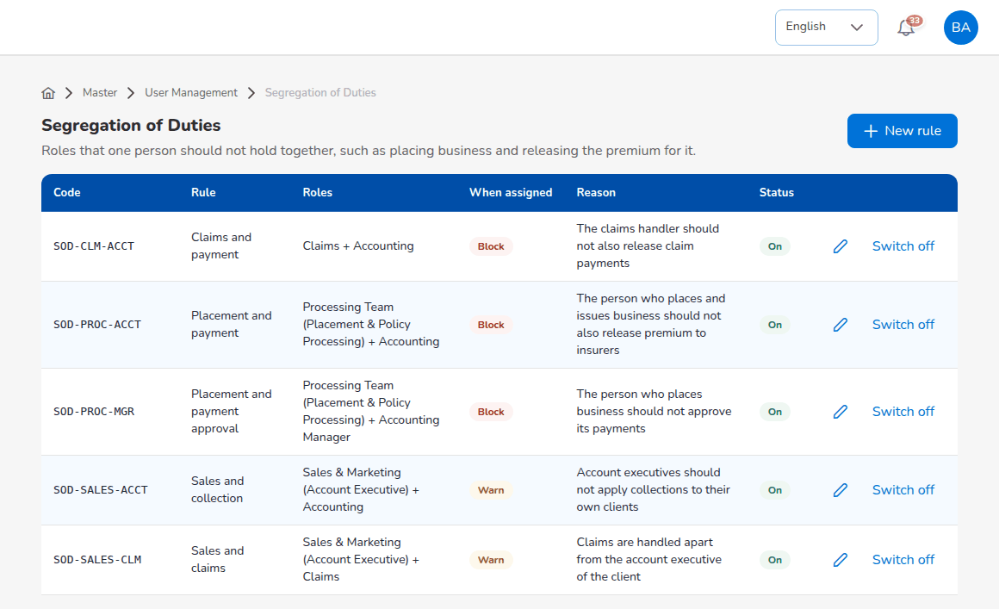 English
33
BA
Master
User Management
Segregation of Duties
Segregation of Duties
New rule
Roles that one person should not hold together, such as placing business and releasing the premium for it.
Code
Rule
Roles
When assigned
Reason
Status
SOD-CLM-ACCT
Claims and
payment
Claims + Accounting
Block
The claims handler should
not also release claim
payments
On
Switch off
SOD-PROC-ACCT
Placement and
payment
Processing Team
(Placement & Policy
Processing) + Accounting
Block
The person who places and
issues business should not
also release premium to
insurers
On
Switch off
SOD-PROC-MGR
Placement and
payment
approval
Processing Team
(Placement & Policy
Processing) + Accounting
Manager
Block
The person who places
business should not approve
its payments
On
Switch off
SOD-SALES-ACCT
Sales and
collection
Sales & Marketing
(Account Executive) +
Accounting
Warn
Account executives should
not apply collections to their
own clients
On
Switch off
SOD-SALES-CLM
Sales and
claims
Sales & Marketing
(Account Executive) +
Claims
Warn
Claims are handled apart
from the account executive
of the client
On
Switch off